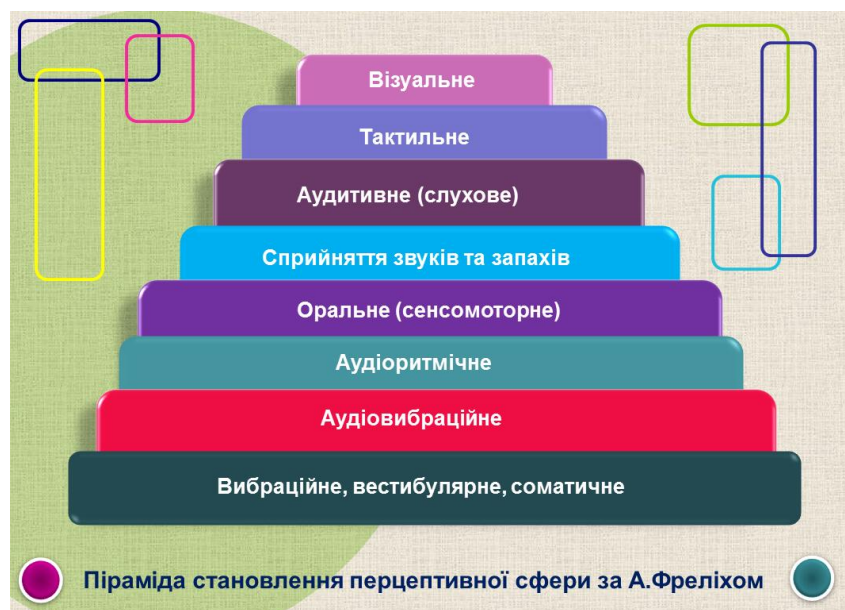 Візуальне
Тактильне
Аудитивне (слухове)
Сприйняття звуків та запахів
Оральне (сенсомоторне)
Аудіоритмічне
Аудіовибраційне
Вибраційне, вестибулярне, соматичне
Піраміда становлення перцептивної сфери за А.Фреліхом